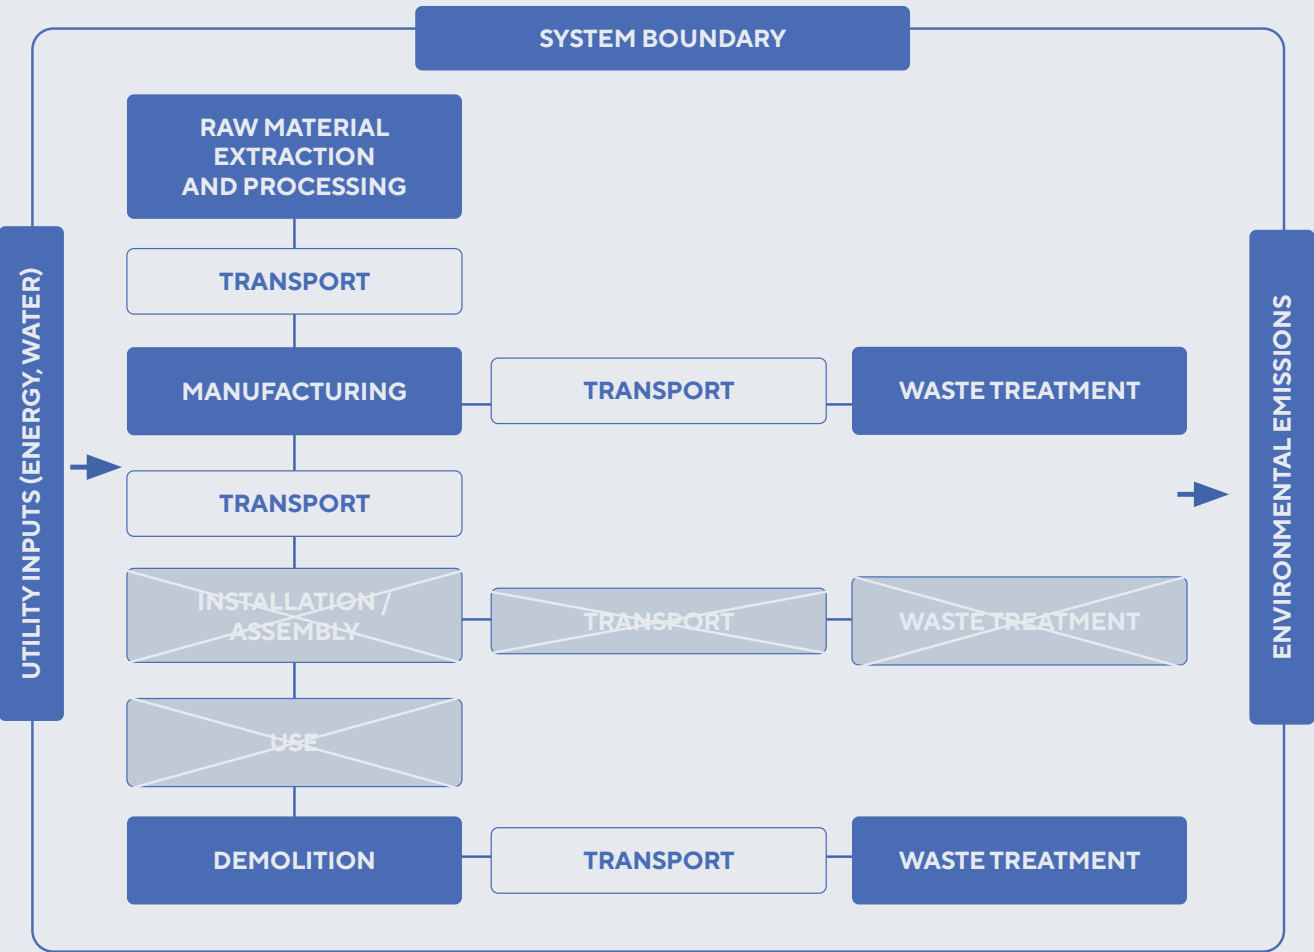 SYSTEM BOUNDARY
RAW MATERIAL
EXTRACTION
AND PROCESSING
TRANSPORT
UTILITY INPUTS (ENERGY, WATER)
MANUFACTURING
TRANSPORT
WASTE TREATMENT
ENVIRONMENTAL EMISSIONS
TRANSPORT
INSTALLATION /
ASSEMBLY
TRANSPORT
WASTE TREATMENT
USE
DEMOLITION
TRANSPORT
WASTE TREATMENT